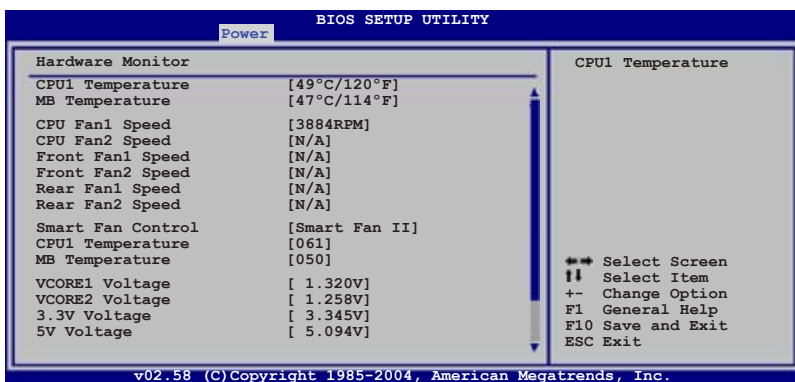 BIOS SETUP UTILITY
Power
Hardware Monitor
CPU1 Temperature [49°C/120°F]
MB Temperature [47°C/114°F]
CPU Fan1 Speed [3884RPM]
CPU Fan2 Speed [N/A]
Front Fan1 Speed [N/A]
Front Fan2 Speed [N/A]
Rear Fan1 Speed [N/A]
Rear Fan2 Speed [N/A]
Smart Fan Control [Smart Fan II]
CPU1 Temperature [061]
MB Temperature [050]
VCORE1 Voltage [ 1.320V]
VCORE2 Voltage [ 1.258V]
3.3V Voltage [ 3.345V]
5V Voltage [ 5.094V]
CPU1 Temperature
Select Screen
Select Item
+- Change Option
F1 General Help
F10 Save and Exit
ESC Exit
v02.58 (C)Copyright 1985-2004, American Megatrends, Inc.